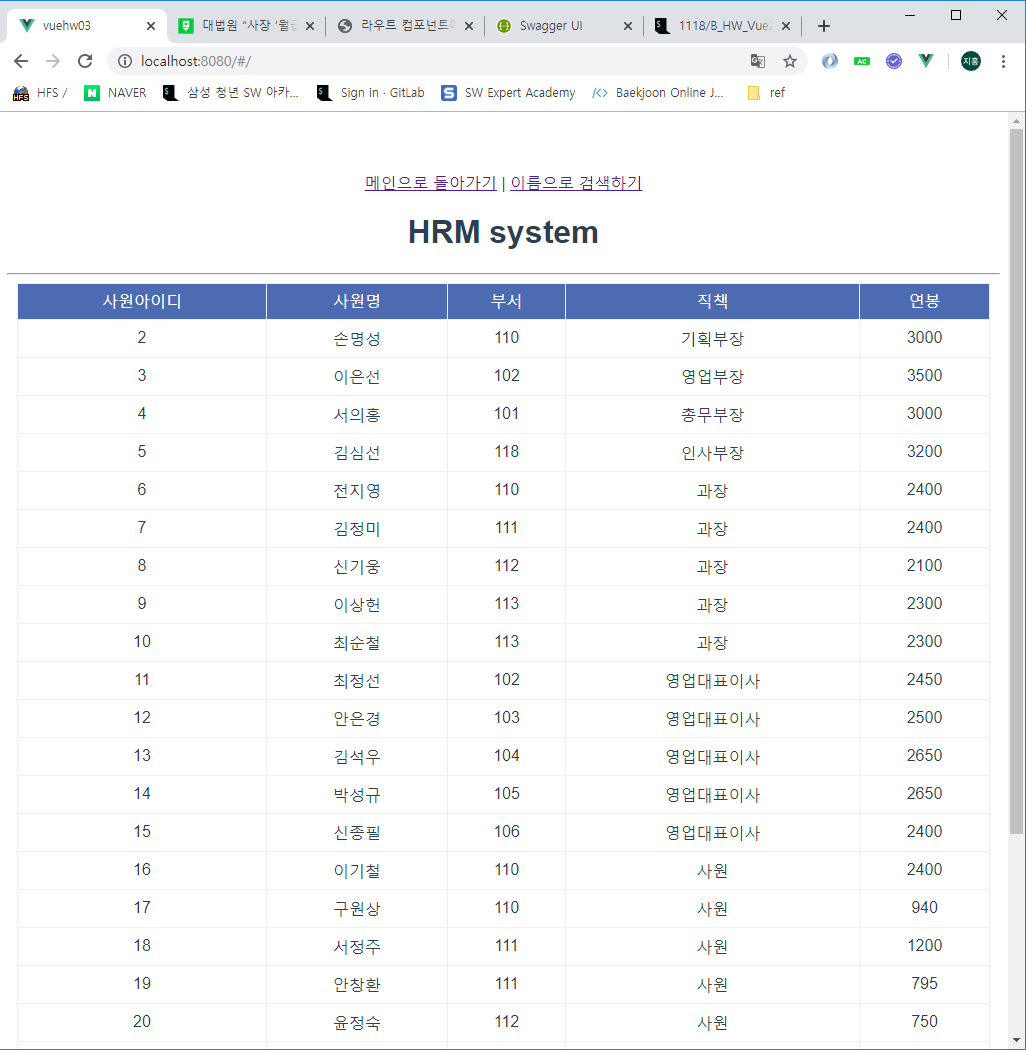 vuehw03 대법원 “사장 ‘월급 라우트 컴포넌트에 Swagger UI 1118/B_HW_Vue
localhost:8080/#/ AC 지홍
HFS HFS / N NAVER S 삼성 청년 SW 아카... S Sign in · GitLab S SW Expert Academy </> Baekjoon Online J... ref
메인으로 돌아가기 | 이름으로 검색하기
HRM system
사원아이디 사원명 부서 직책 연봉
2 손명성 110 기획부장 3000
3 이은선 102 영업부장 3500
4 서의홍 101 총무부장 3000
5 김심선 118 인사부장 3200
6 전지영 110 과장 2400
7 김정미 111 과장 2400
8 신기웅 112 과장 2100
9 이상헌 113 과장 2300
10 최순철 113 과장 2300
11 최정선 102 영업대표이사 2450
12 안은경 103 영업대표이사 2500
13 김석우 104 영업대표이사 2650
14 박성규 105 영업대표이사 2650
15 신종필 106 영업대표이사 2400
16 이기철 110 사원 2400
17 구원상 110 사원 940
18 서정주 111 사원 1200
19 안창환 111 사원 795
20 윤정숙 112 사원 750